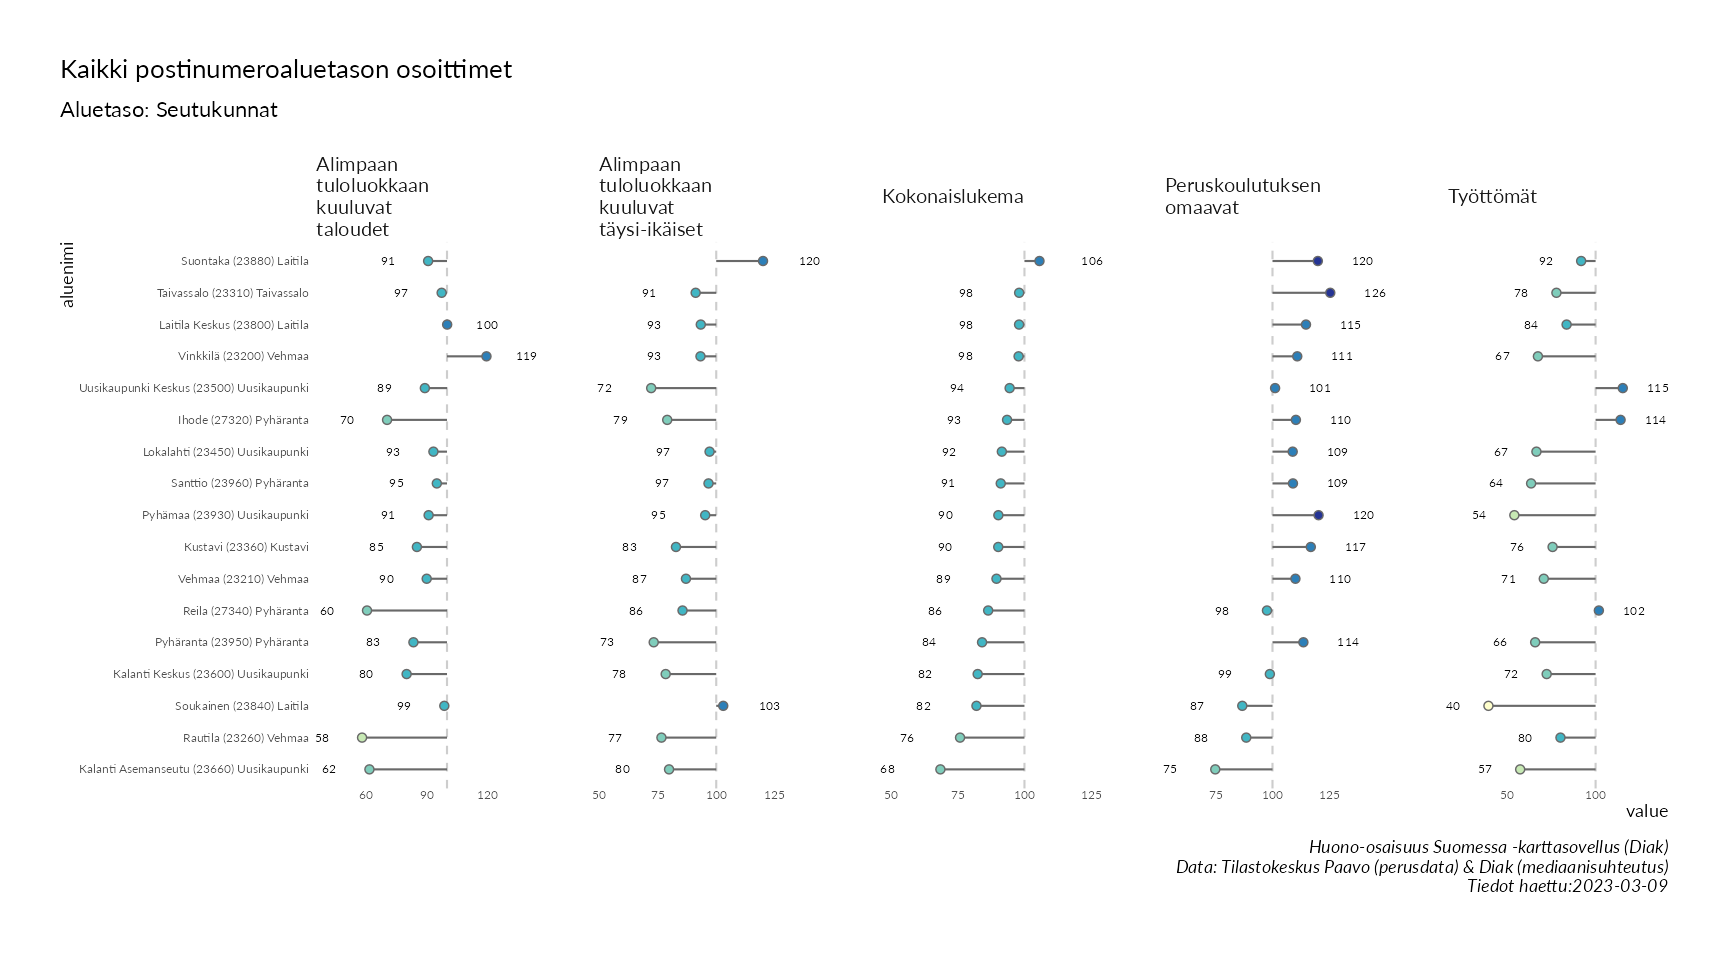 Kaikki postinumeroaluetason osoittimet
Aluetaso: Seutukunnat
Alimpaan
tuloluokkaan
kuuluvat
taloudet
Alimpaan
tuloluokkaan
kuuluvat
täysi-ikäiset
Kokonaislukema
Peruskoulutuksen
omaavat
Työttömät
aluenimi
Suontaka (23880) Laitila 91 120 106 120 92
Taivassalo (23310) Taivassalo 97 91 98 126 78
Laitila Keskus (23800) Laitila 100 93 98 115 84
Vinkkilä (23200) Vehmaa 119 93 98 111 67
Uusikaupunki Keskus (23500) Uusikaupunki 89 72 94 101 115
Ihode (27320) Pyhäranta 70 79 93 110 114
Lokalahti (23450) Uusikaupunki 93 97 92 109 67
Santtio (23960) Pyhäranta 95 97 91 109 64
Pyhämaa (23930) Uusikaupunki 91 95 90 120 54
Kustavi (23360) Kustavi 85 83 90 117 76
Vehmaa (23210) Vehmaa 90 87 89 110 71
Reila (27340) Pyhäranta 60 86 86 98 102
Pyhäranta (23950) Pyhäranta 83 73 84 114 66
Kalanti Keskus (23600) Uusikaupunki 80 78 82 99 72
Soukainen (23840) Laitila 99 103 82 87 40
Rautila (23260) Vehmaa 58 77 76 88 80
Kalanti Asemanseutu (23660) Uusikaupunki 62 80 68 75 57
60 90 120 50 75 100 125 50 75 100 125 75 100 125 50 100
value
Huono-osaisuus Suomessa -karttasovellus (Diak)
Data: Tilastokeskus Paavo (perusdata) & Diak (mediaanisuhteutus)
Tiedot haettu:2023-03-09